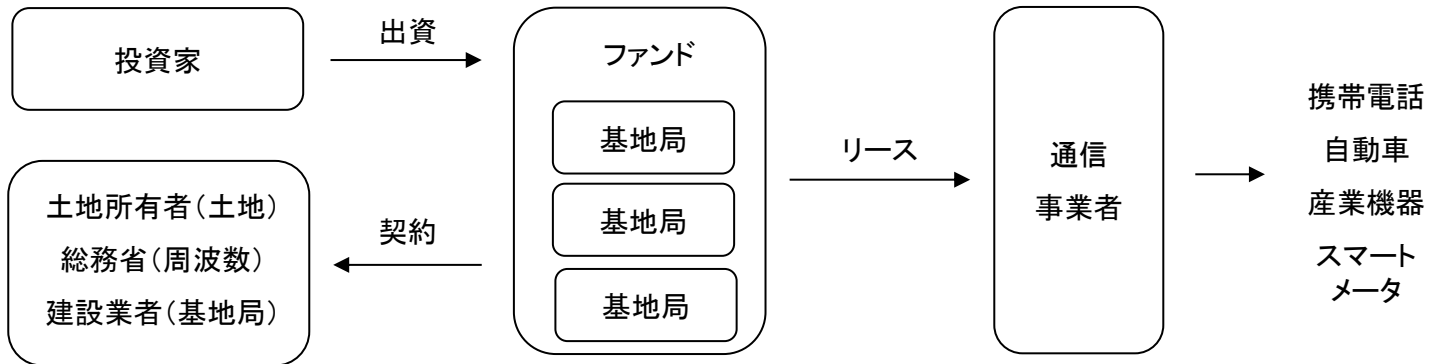 投資家
出資
土地所有者（土地）
総務省（周波数）
建設業者（基地局）
契約
ファンド
基地局
基地局
基地局
リース
通信
事業者
携帯電話
自動車
産業機器
スマート
メータ